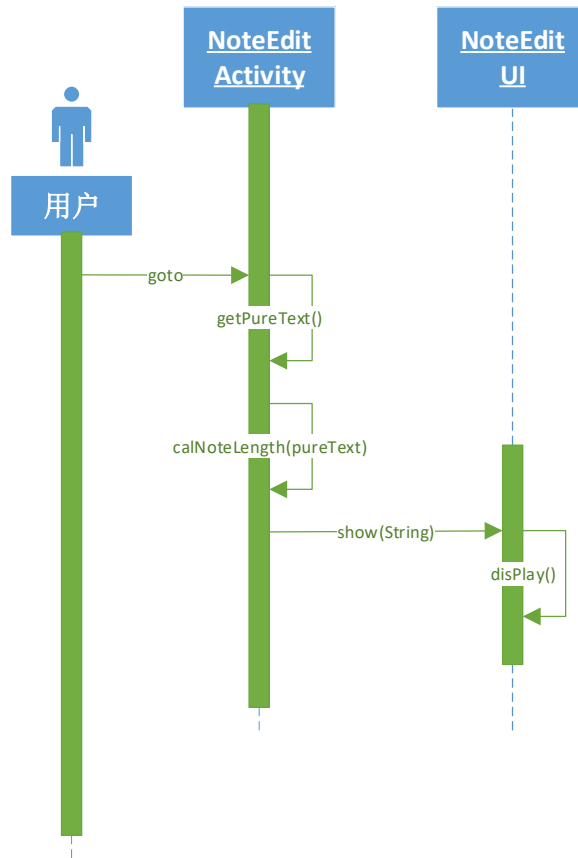 NoteEdit
Activity
NoteEdit
UI
用户
goto
getPureText()
calNoteLength(pureText)
show(String)
disPlay()